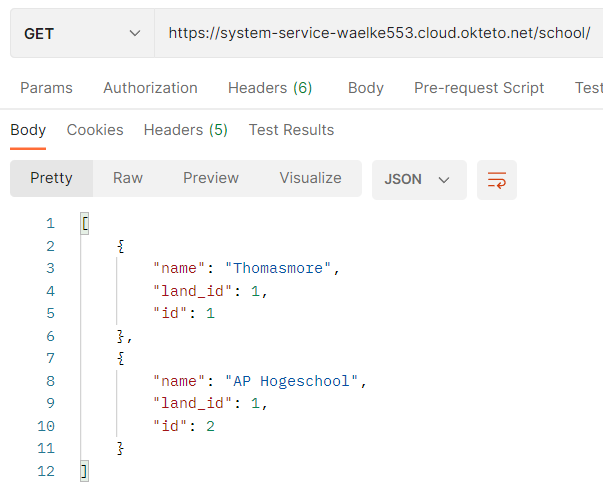 GET https://system-service-waelke553.cloud.okteto.net/school/
Params Authorization Headers (6) Body Pre-request Script Test
Body Cookies Headers (5) Test Results
Pretty Raw Preview Visualize JSON
1 [
2 {
3 "name": "Thomasmore",
4 "land_id": 1,
5 "id": 1
6 },
7 {
8 "name": "AP Hogeschool",
9 "land_id": 1,
10 "id": 2
11 }
12 ]